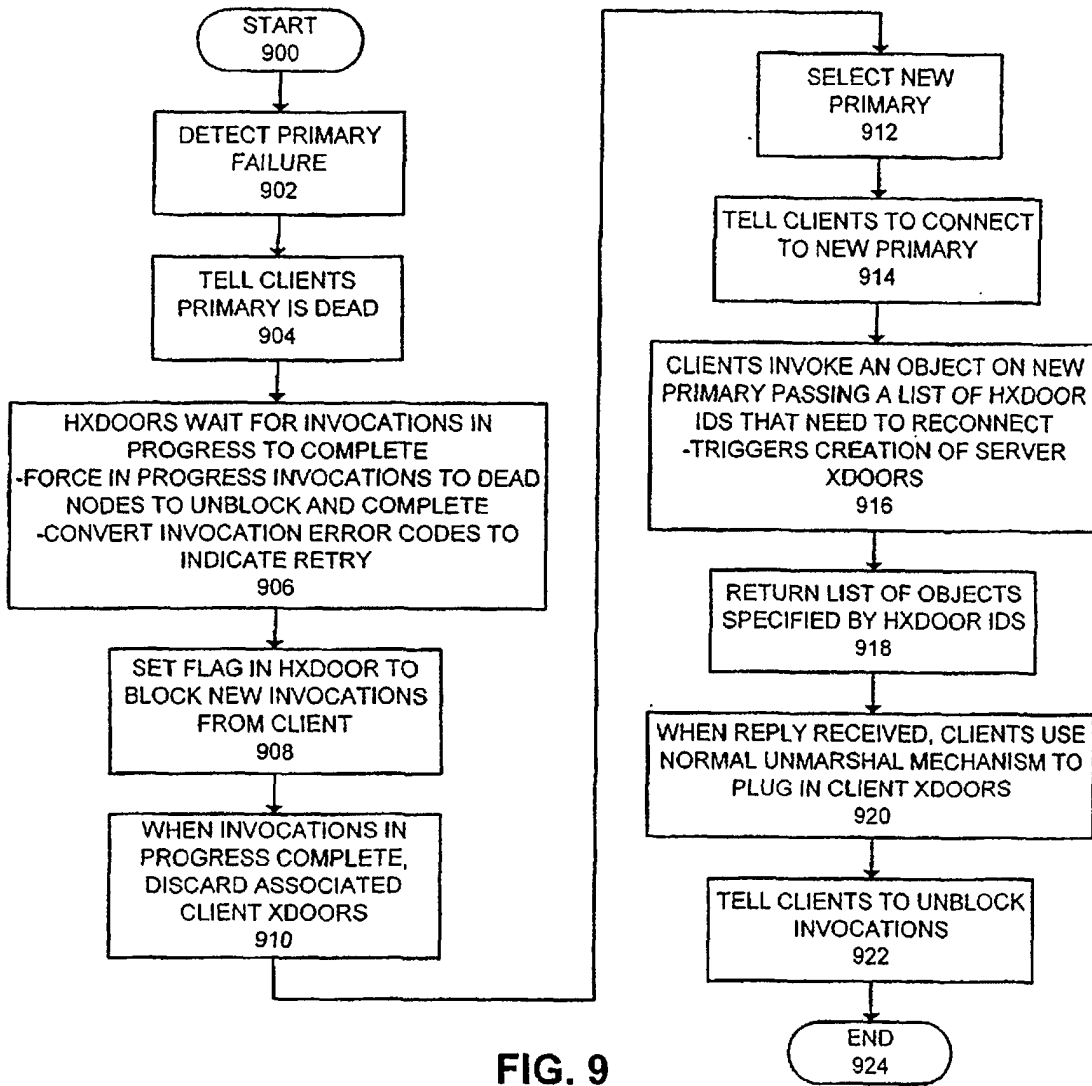 START
900
DETECT PRIMARY
FAILURE
902
TELL CLIENTS
PRIMARY IS DEAD
904
HXDOORS WAIT FOR INVOCATIONS IN
PROGRESS TO COMPLETE
-FORCE IN PROGRESS INVOCATIONS TO DEAD
NODES TO UNBLOCK AND COMPLETE
-CONVERT INVOCATION ERROR CODES TO
INDICATE RETRY
906
SET FLAG IN HXDOOR TO
BLOCK NEW INVOCATIONS
FROM CLIENT
908
WHEN INVOCATIONS IN
PROGRESS COMPLETE,
DISCARD ASSOCIATED
CLIENT XDOORS
910
SELECT NEW
PRIMARY
912
TELL CLIENTS TO CONNECT
TO NEW PRIMARY
914
CLIENTS INVOKE AN OBJECT ON NEW
PRIMARY PASSING A LIST OF HXDOOR
IDS THAT NEED TO RECONNECT
-TRIGGERS CREATION OF SERVER
XDOORS
916
RETURN LIST OF OBJECTS
SPECIFIED BY HXDOOR IDS
918
WHEN REPLY RECEIVED, CLIENTS USE
NORMAL UNMARSHAL MECHANISM TO
PLUG IN CLIENT XDOORS
920
TELL CLIENTS TO UNBLOCK
INVOCATIONS
922
END
924
FIG. 9